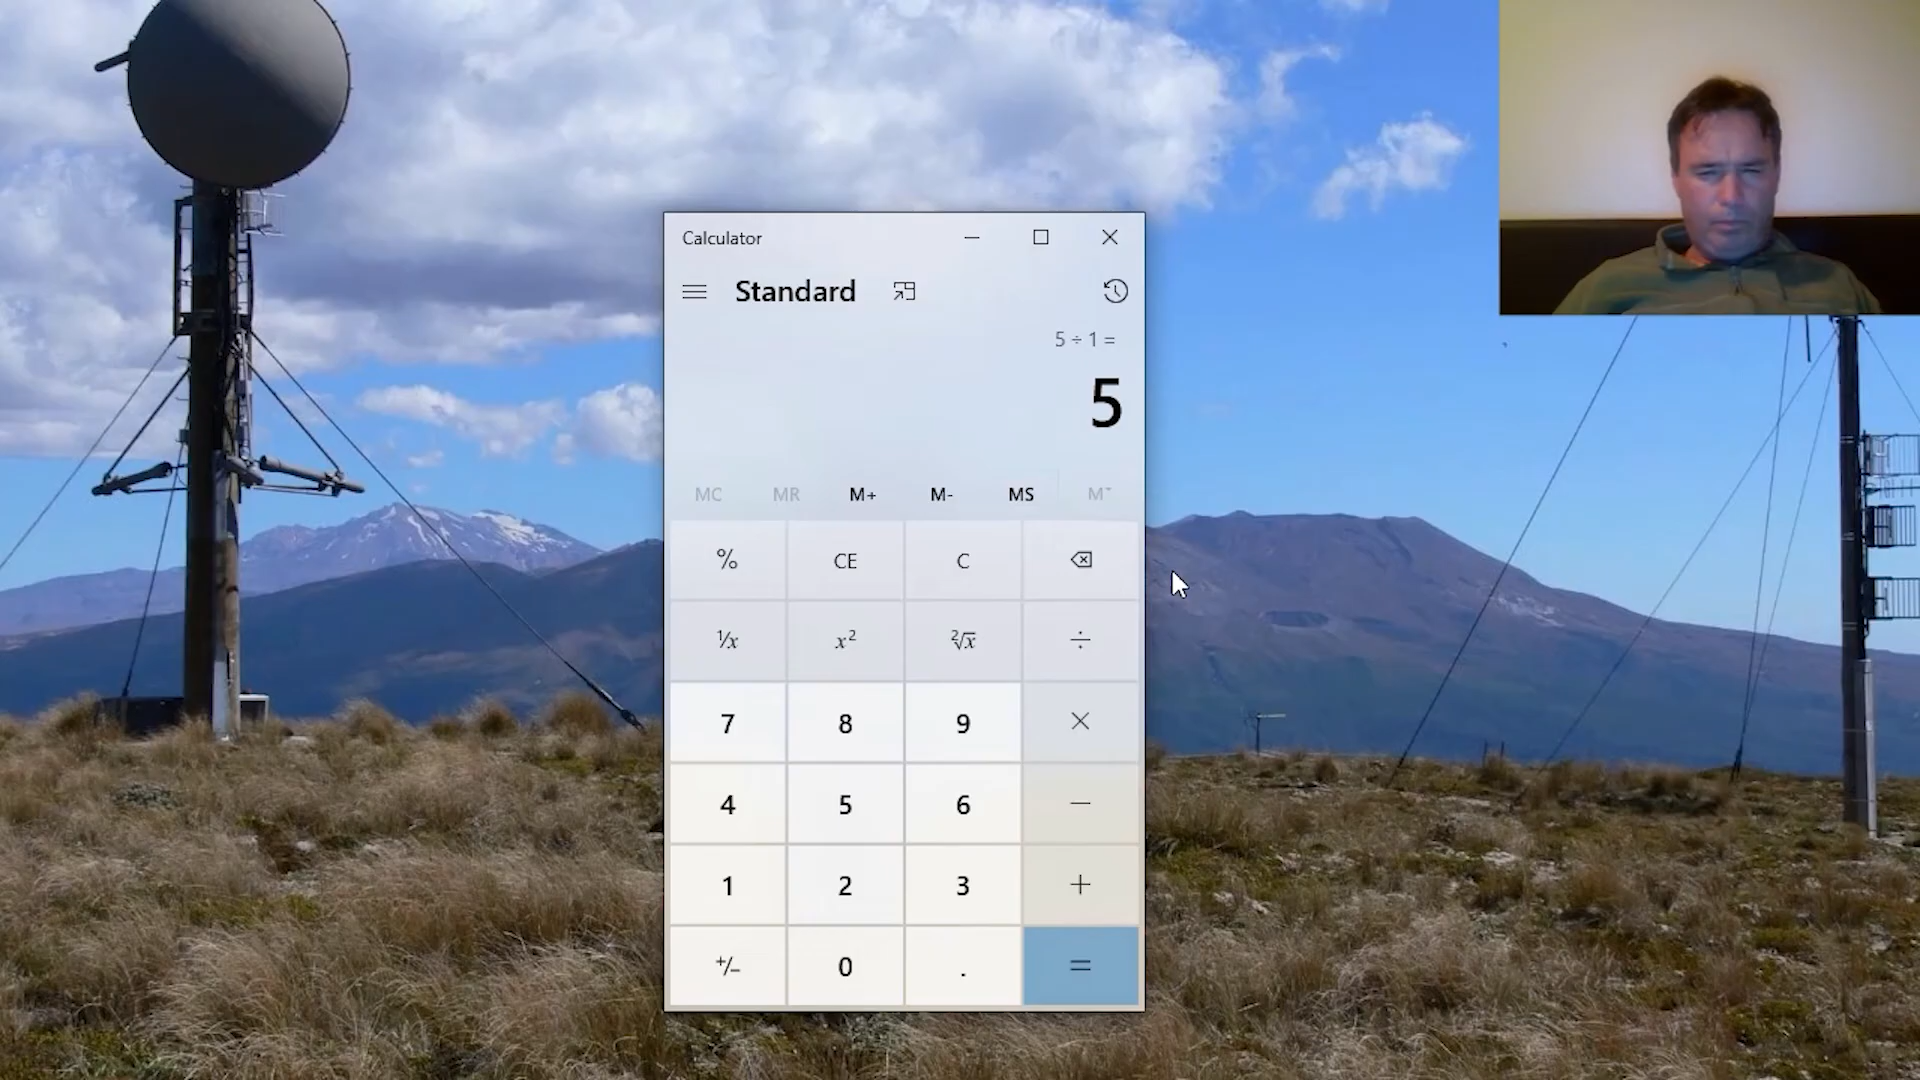 Calculator
Standard
5 ÷ 1 =
5
MC MR M+ M- MS M˅
% CE C
¹/x x² ²√x ÷
7 8 9 ×
4 5 6 −
1 2 3 +
+/− 0 . =